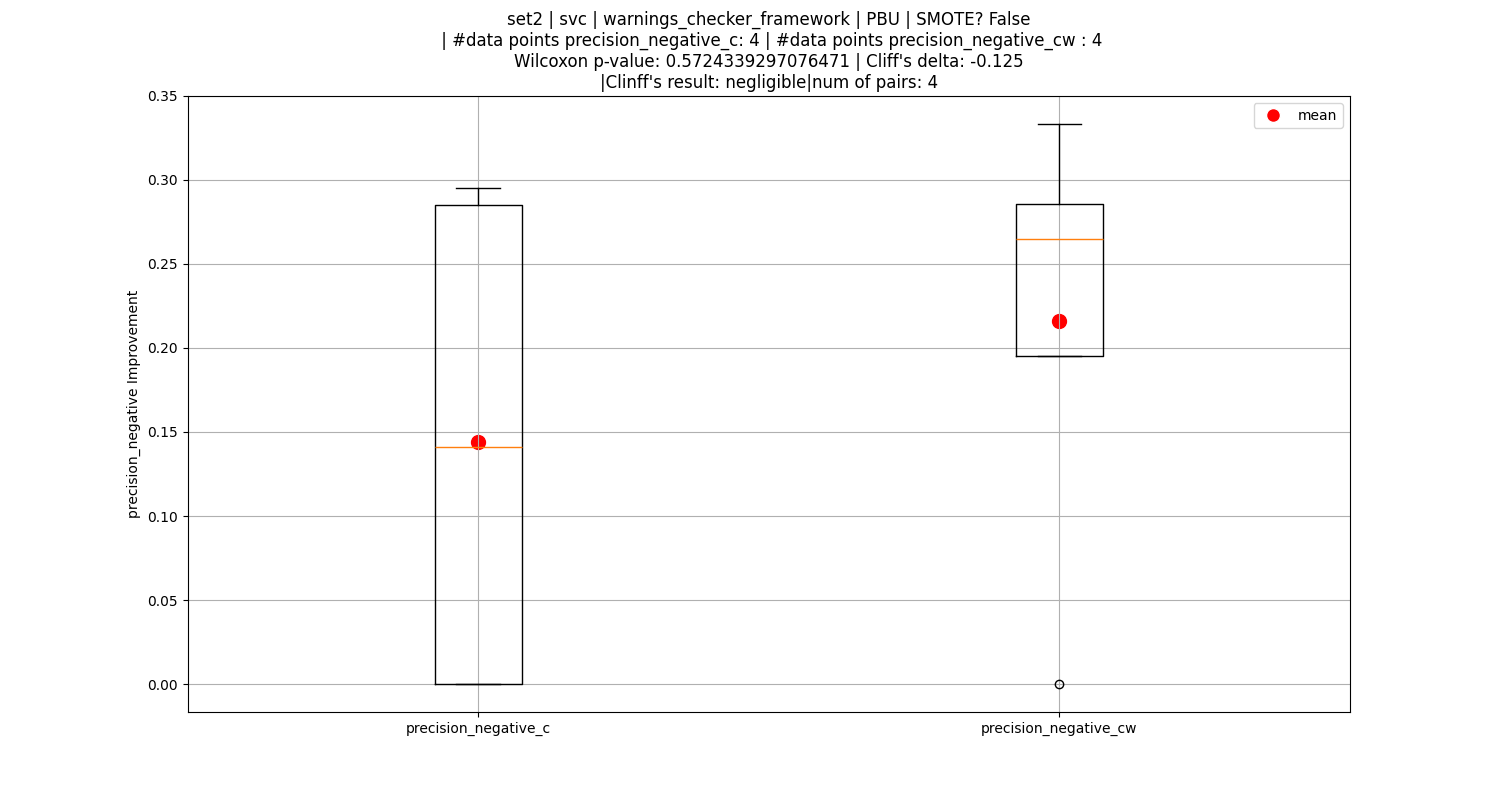 set2 | svc | warnings_checker_framework | PBU | SMOTE? False
| #data points precision_negative_c: 4 | #data points precision_negative_cw : 4
Wilcoxon p-value: 0.5724339297076471 | Cliff's delta: -0.125
|Clinff's result: negligible|num of pairs: 4
mean
precision_negative Improvement
0.35
0.30
0.25
0.20
0.15
0.10
0.05
0.00
precision_negative_c
precision_negative_cw